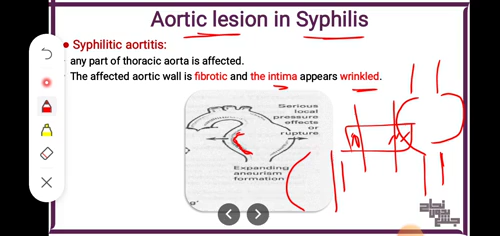 Aortic lesion in Syphilis
• Syphilitic aortitis:
any part of thoracic aorta is affected.
The affected aortic wall is fibrotic and the intima appears wrinkled.
Serious
local
pressure
effects
or
rupture
Expanding
aneurism
formation
g'